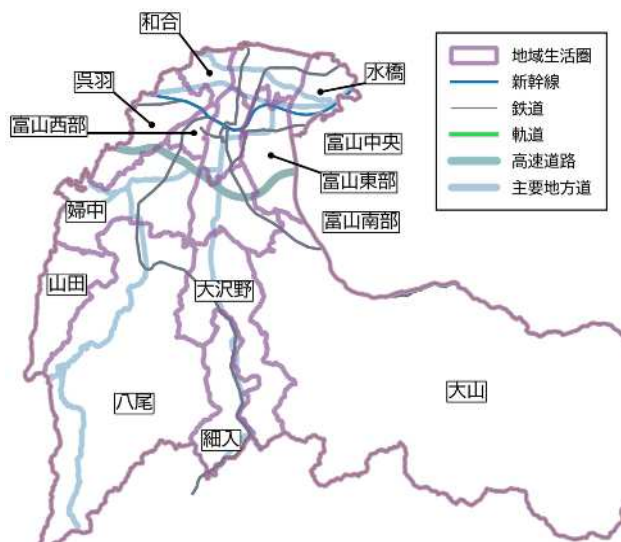 和合
呉羽
水橋
富山西部
富山中央
富山東部
婦中
富山南部
山田
大沢野
八尾
大山
細入
地域生活圏
新幹線
鉄道
軌道
高速道路
主要地方道